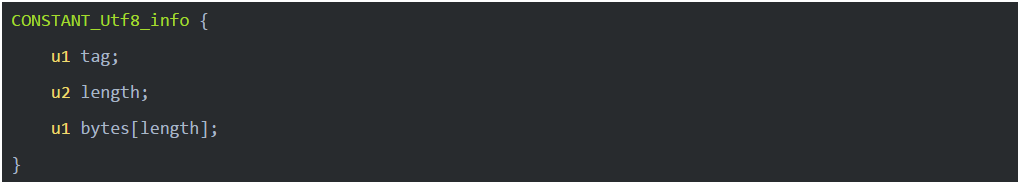 CONSTANT_Utf8_info {
    u1 tag;
    u2 length;
    u1 bytes[length];
}